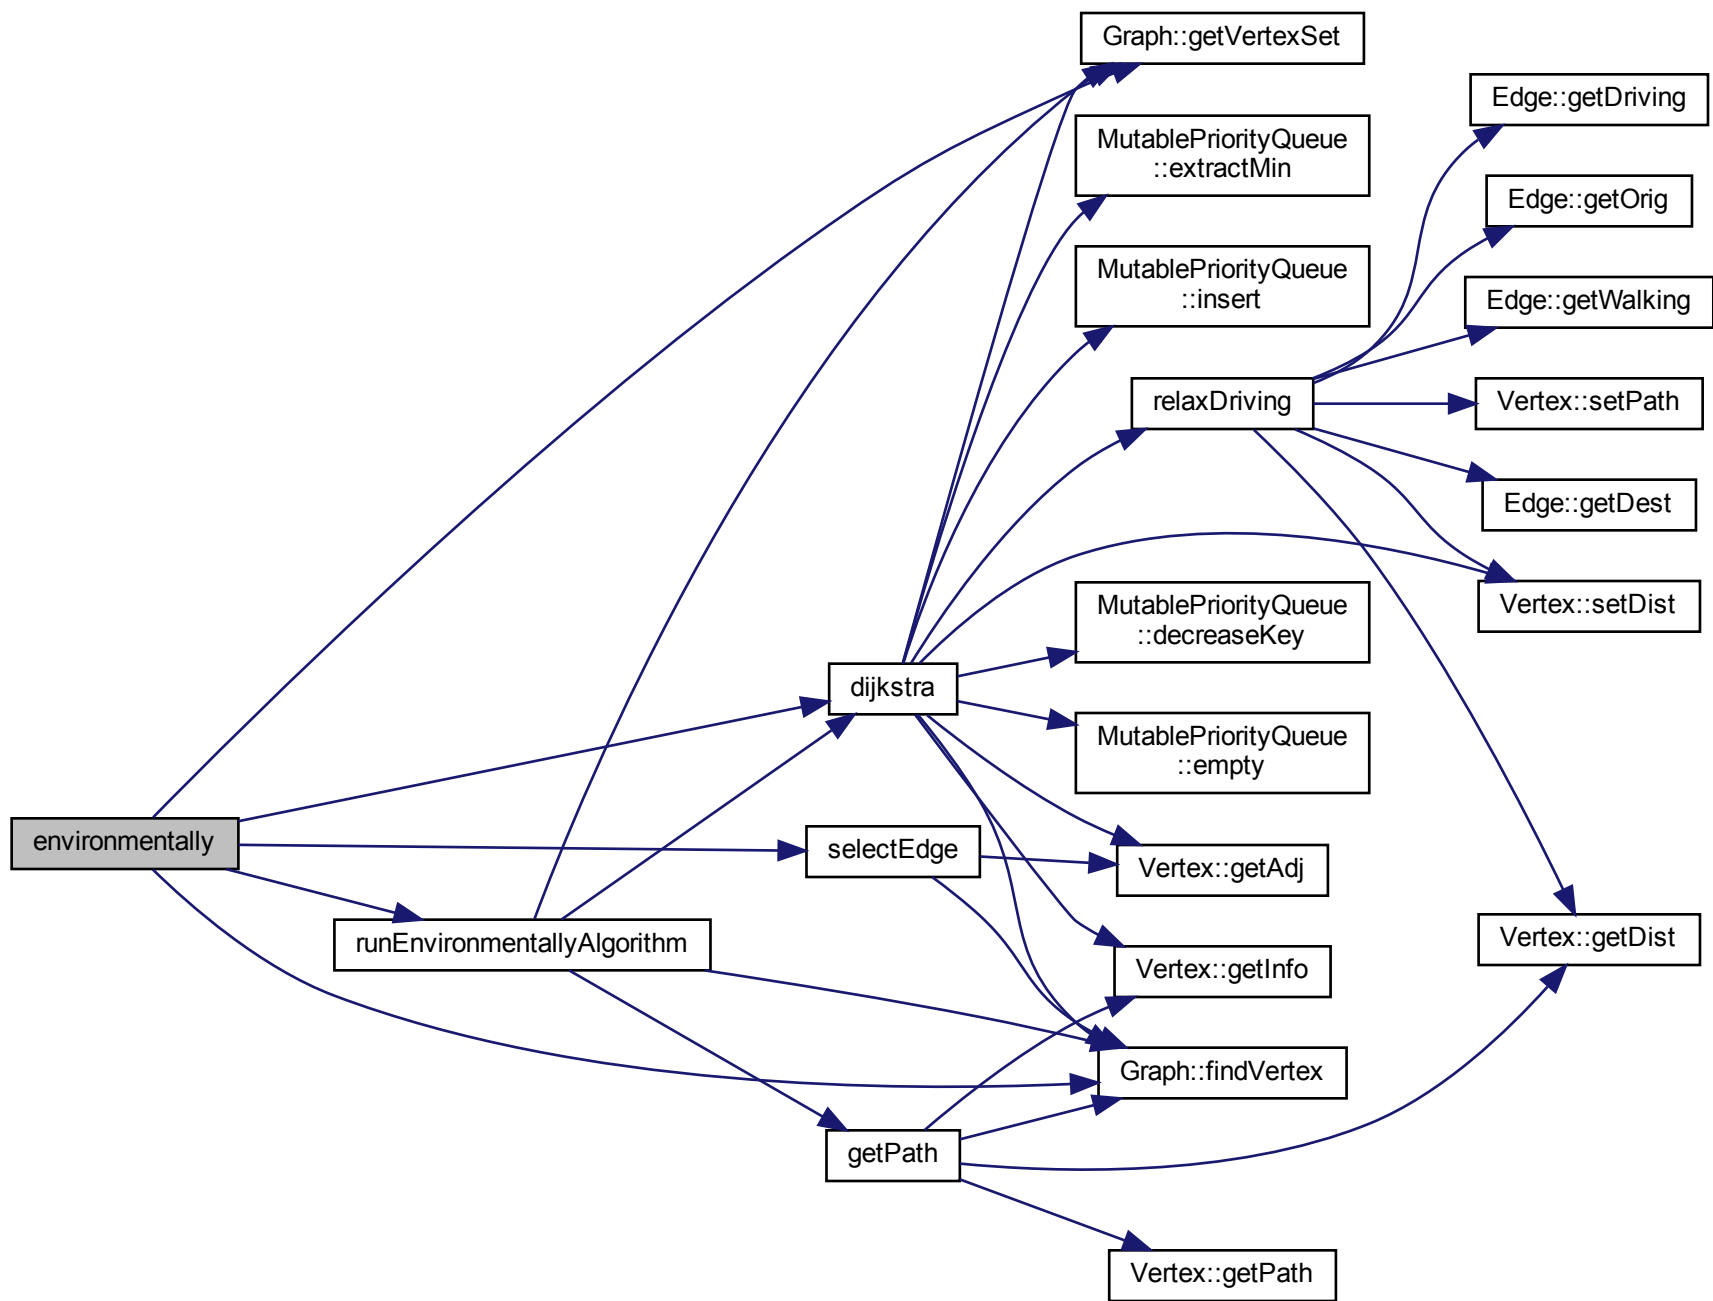 Graph::getVertexSet
Edge::getDriving
MutablePriorityQueue
::extractMin
Edge::getOrig
MutablePriorityQueue
::insert
Edge::getWalking
relaxDriving
Vertex::setPath
Edge::getDest
MutablePriorityQueue
::decreaseKey
Vertex::setDist
dijkstra
MutablePriorityQueue
::empty
environmentally
selectEdge
Vertex::getAdj
runEnvironmentallyAlgorithm
Vertex::getDist
Vertex::getInfo
Graph::findVertex
getPath
Vertex::getPath